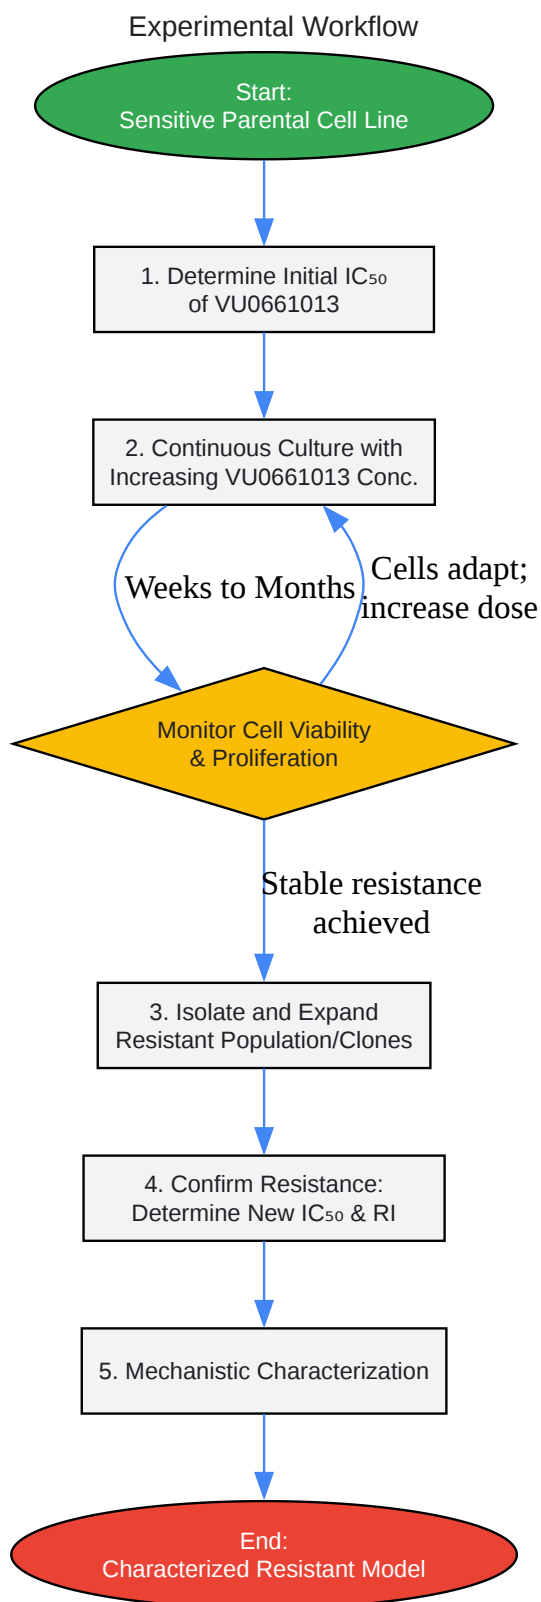 Experimental Workflow
Start:
Sensitive Parental Cell Line
1. Determine Initial IC₅₀
of VU0661013
2. Continuous Culture with
Increasing VU0661013 Conc.
Weeks to Months
Cells adapt;
increase dose
Monitor Cell Viability
& Proliferation
Stable resistance
achieved
3. Isolate and Expand
Resistant Population/Clones
4. Confirm Resistance:
Determine New IC₅₀ & RI
5. Mechanistic Characterization
End:
Characterized Resistant Model